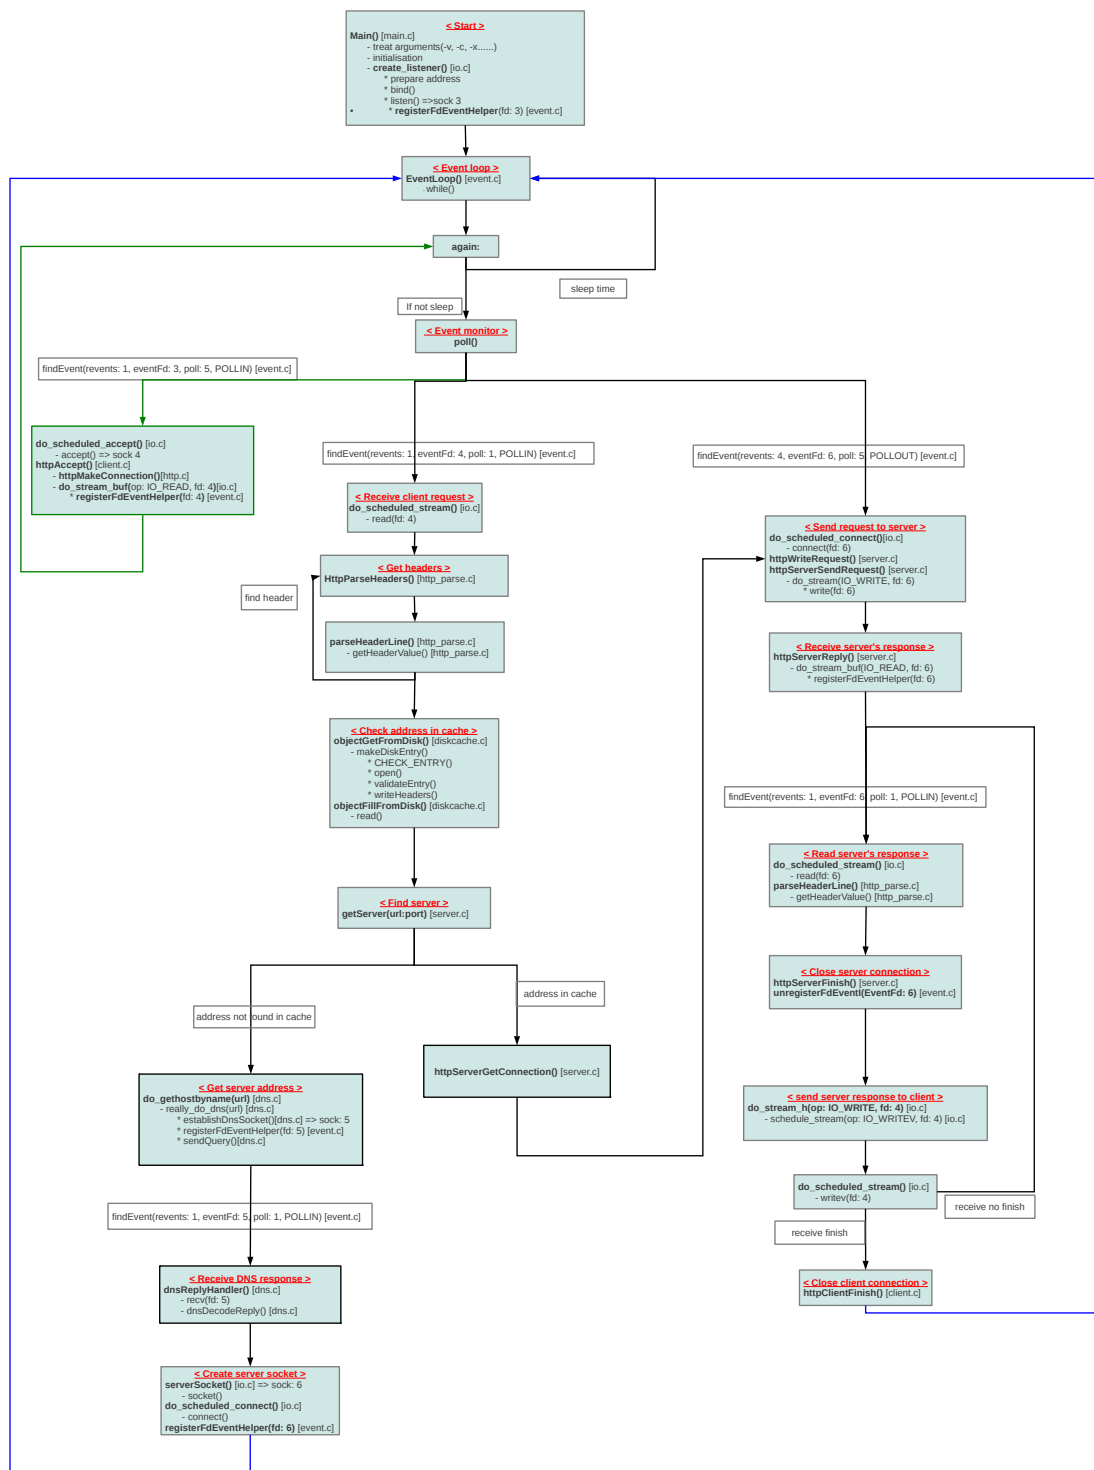 < Start >
Main() [main.c]
- treat arguments(-v, -c, -x......)
- initialisation
- create_listener() [io.c]
* prepare address
* bind()
* listen() =>sock 3
• * registerFdEventHelper(fd: 3) [event.c]
< Event loop >
EventLoop() [event.c]
- while()
again:
sleep time
If not sleep
< Event monitor >
poll()
findEvent(revents: 1, eventFd: 3, poll: 5, POLLIN) [event.c]
do_scheduled_accept() [io.c]
- accept() => sock 4
httpAccept() [client.c]
- httpMakeConnection()[http.c]
- do_stream_buf(op: IO_READ, fd: 4)[io.c]
* registerFdEventHelper(fd: 4) [event.c]
findEvent(revents: 1, eventFd: 4, poll: 1, POLLIN) [event.c]
< Receive client request >
do_scheduled_stream() [io.c]
- read(fd: 4)
< Get headers >
HttpParseHeaders() [http_parse.c]
find header
parseHeaderLine() [http_parse.c]
- getHeaderValue() [http_parse.c]
< Check address in cache >
objectGetFromDisk() [diskcache.c]
- makeDiskEntry()
* CHECK_ENTRY()
* open()
* validateEntry()
* writeHeaders()
objectFillFromDisk() [diskcache.c]
- read()
< Find server >
getServer(url:port) [server.c]
address in cache
address not found in cache
httpServerGetConnection() [server.c]
< Get server address >
do_gethostbyname(url) [dns.c]
- really_do_dns(url) [dns.c]
* establishDnsSocket()[dns.c] => sock: 5
* registerFdEventHelper(fd: 5) [event.c]
* sendQuery()[dns.c]
findEvent(revents: 1, eventFd: 5, poll: 1, POLLIN) [event.c]
< Receive DNS response >
dnsReplyHandler() [dns.c]
- recv(fd: 5)
- dnsDecodeReply() [dns.c]
< Create server socket >
serverSocket() [io.c] => sock: 6
- socket()
do_scheduled_connect() [io.c]
- connect()
registerFdEventHelper(fd: 6) [event.c]
findEvent(revents: 4, eventFd: 6, poll: 5, POLLOUT) [event.c]
< Send request to server >
do_scheduled_connect()[io.c]
- connect(fd: 6)
httpWriteRequest() [server.c]
httpServerSendRequest() [server.c]
- do_stream(IO_WRITE, fd: 6)
* write(fd: 6)
< Receive server's response >
httpServerReply() [server.c]
- do_stream_buf(IO_READ, fd: 6)
* registerFdEventHelper(fd: 6)
findEvent(revents: 1, eventFd: 6, poll: 1, POLLIN) [event.c]
< Read server's response >
do_scheduled_stream() [io.c]
- read(fd: 6)
parseHeaderLine() [http_parse.c]
- getHeaderValue() [http_parse.c]
< Close server connection >
httpServerFinish() [server.c]
unregisterFdEventI(EventFd: 6) [event.c]
< send server response to client >
do_stream_h(op: IO_WRITE, fd: 4) [io.c]
- schedule_stream(op: IO_WRITEV, fd: 4) [io.c]
do_scheduled_stream() [io.c]
- writev(fd: 4)
receive no finish
receive finish
< Close client connection >
httpClientFinish() [client.c]